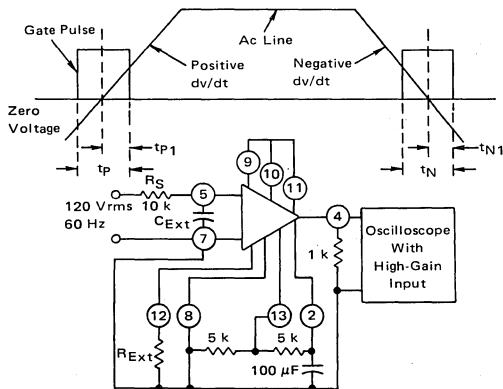 Gate Pulse
Ac Line
Positive
dv/dt
Negative
dv/dt
Zero
Voltage
tP1
tP
tN1
tN
9
10
11
RS
10 k
5
4
120 Vrms
60 Hz
CExt
7
1 k
Oscilloscope
With
High-Gain
Input
12
8
13
2
RExt
5 k
5 k
100 μF